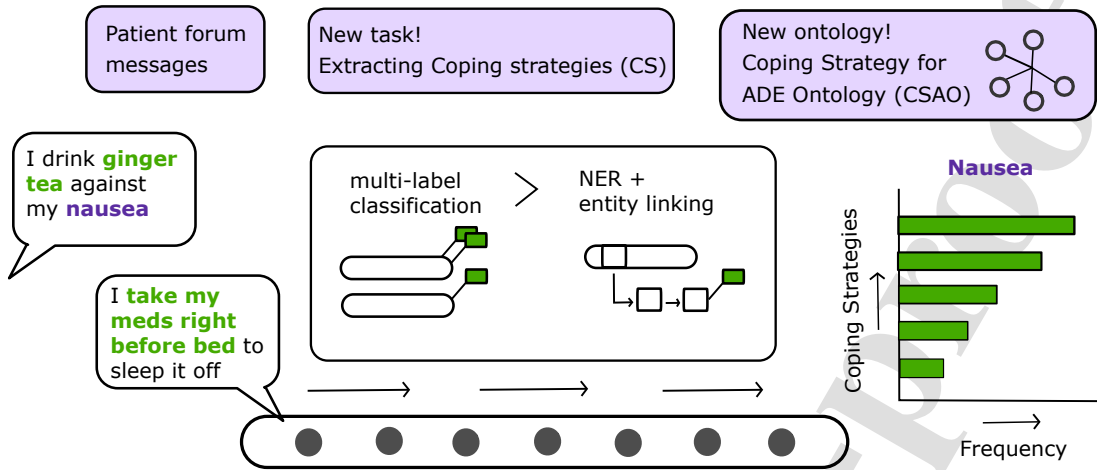 Patient forum
messages
New task!
Extracting Coping strategies (CS)
New ontology!
Coping Strategy for
ADE Ontology (CSAO)
I drink ginger
tea against
my nausea
I take my
meds right
before bed to
sleep it off
multi-label
classification
>
NER +
entity linking
Nausea
Coping Strategies
Frequency